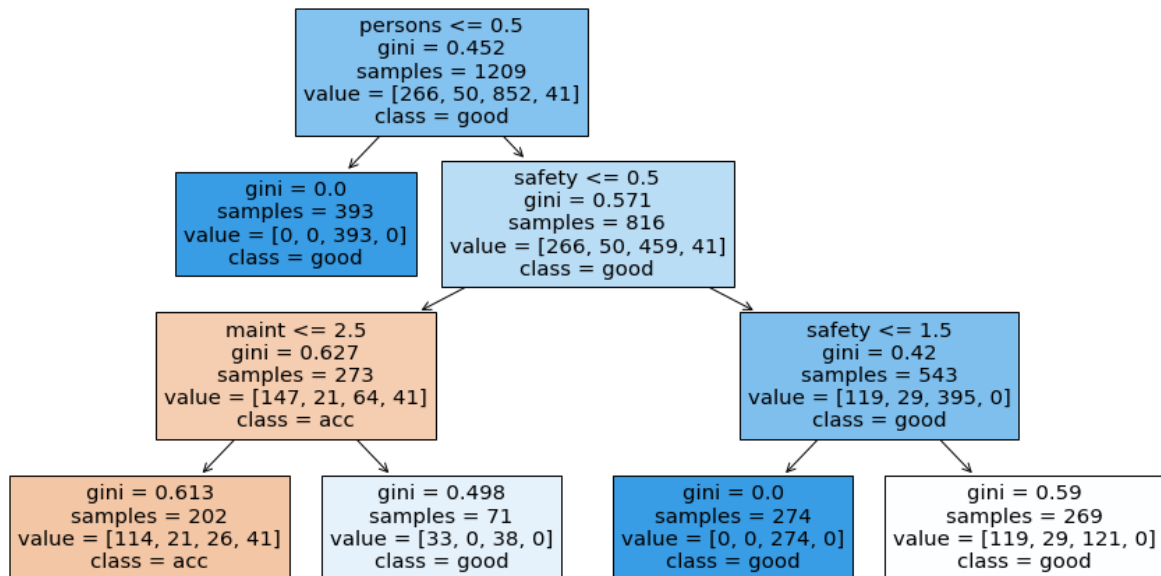 persons <= 0.5
gini = 0.452
samples = 1209
value = [266, 50, 852, 41]
class = good
gini = 0.0
samples = 393
value = [0, 0, 393, 0]
class = good
safety <= 0.5
gini = 0.571
samples = 816
value = [266, 50, 459, 41]
class = good
maint <= 2.5
gini = 0.627
samples = 273
value = [147, 21, 64, 41]
class = acc
safety <= 1.5
gini = 0.42
samples = 543
value = [119, 29, 395, 0]
class = good
gini = 0.613
samples = 202
value = [114, 21, 26, 41]
class = acc
gini = 0.498
samples = 71
value = [33, 0, 38, 0]
class = good
gini = 0.0
samples = 274
value = [0, 0, 274, 0]
class = good
gini = 0.59
samples = 269
value = [119, 29, 121, 0]
class = good